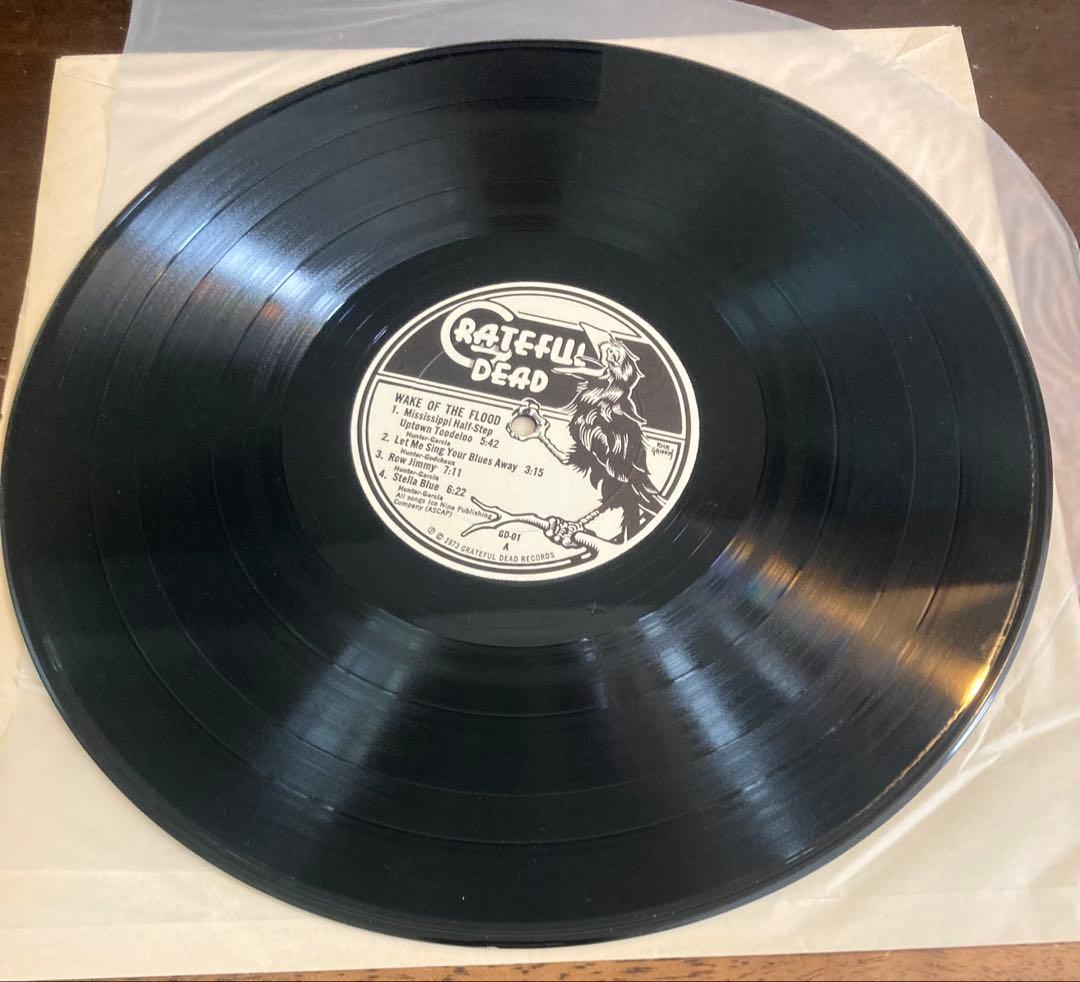 GRATEFUL
DEAD
WAKE OF THE FLOOD
1. Mississippi Half-Step
Uptown Toodeloo 5:42
Hunter-Garcia
2. Let Me Sing Your Blues Away 3:15
Hunter-Godchaux
3. Row Jimmy 7:11
Hunter-Garcia
4. Stella Blue 6:22
Hunter-Garcia
All songs Ice Nine Publishing
Company (ASCAP)
RICK
GRIFFIN
GD-01
A
℗ © 1973 GRATEFUL DEAD RECORDS